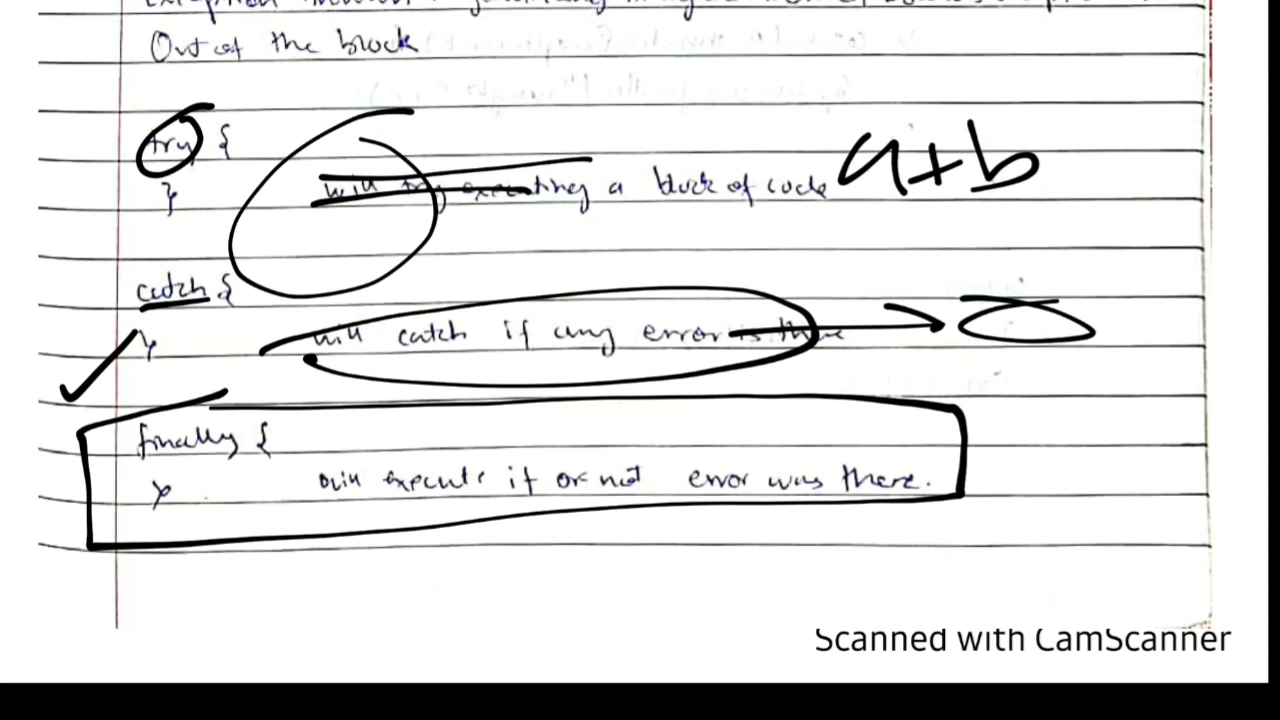 Out of the block
try {
will try executing a block of code a+b
}
catch {
will catch if any error is there
}
finally {
will execute if or not error was there.
}
Scanned with CamScanner